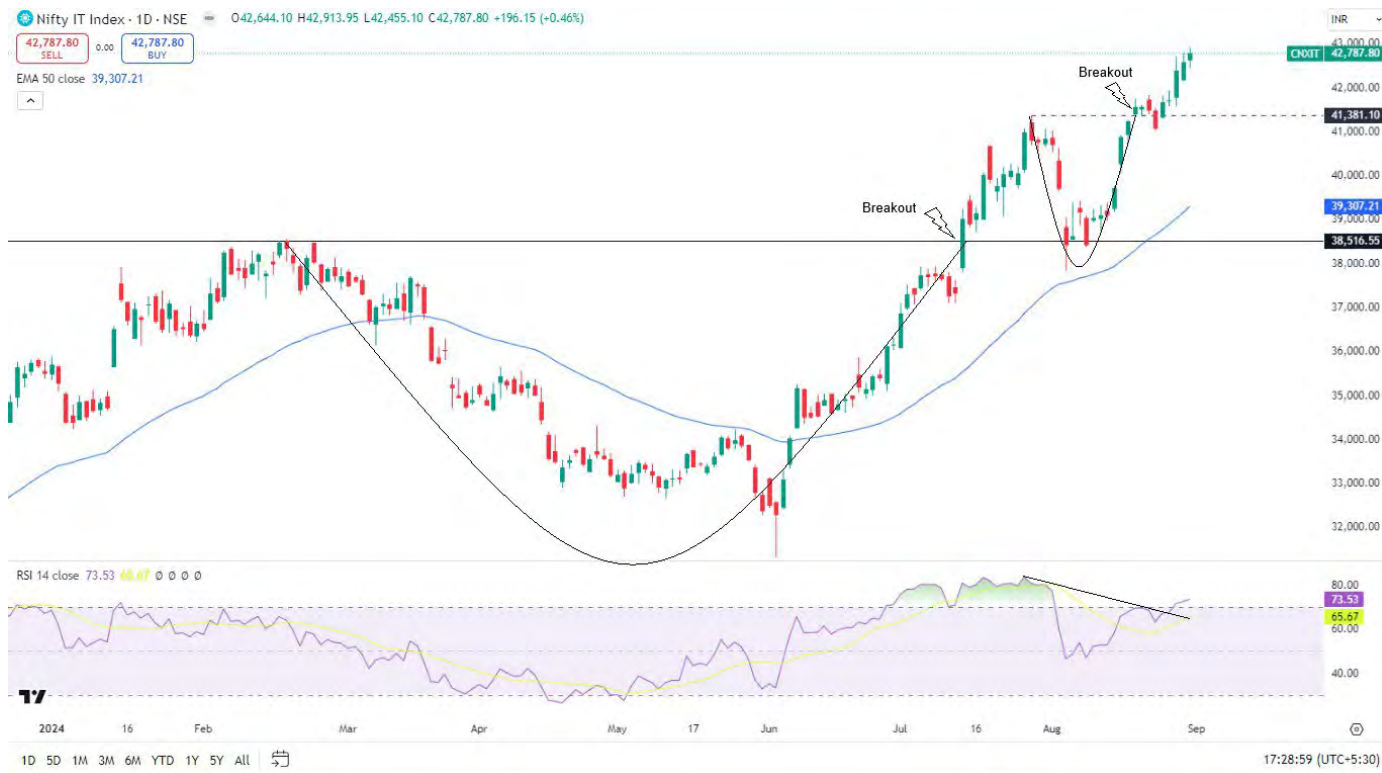 Nifty IT Index · 1D · NSE O42,644.10 H42,913.95 L42,455.10 C42,787.80 +196.15 (+0.46%)
INR
42,787.80 SELL 0.00 42,787.80 BUY
EMA 50 close 39,307.21
43,000.00
CNXIT 42,787.80
Breakout
42,000.00
41,381.10
41,000.00
40,000.00
Breakout
39,307.21
39,000.00
38,516.55
38,000.00
37,000.00
36,000.00
35,000.00
34,000.00
33,000.00
32,000.00
RSI 14 close 73.53 65.67 Ø Ø Ø Ø
80.00
73.53
65.67
60.00
40.00
2024 16 Feb Mar Apr May 17 Jun Jul 16 Aug Sep
1D 5D 1M 3M 6M YTD 1Y 5Y All 17:28:59 (UTC+5:30)